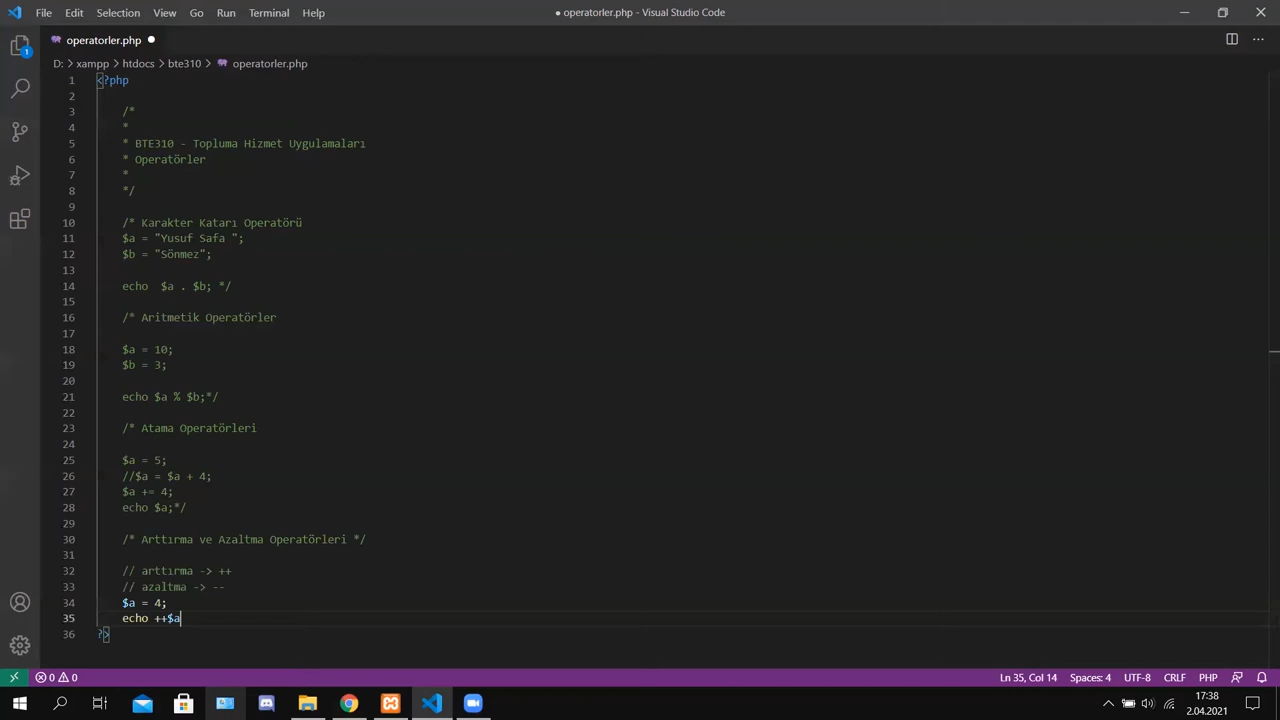 File Edit Selection View Go Run Terminal Help
● operatorler.php - Visual Studio Code
operatorler.php ●
D: > xampp > htdocs > bte310 > operatorler.php
1 <?php
2
3 /*
4 *
5 * BTE310 - Topluma Hizmet Uygulamaları
6 * Operatörler
7 *
8 */
9
10 /* Karakter Katarı Operatörü
11 $a = "Yusuf Safa ";
12 $b = "Sönmez";
13
14 echo  $a . $b; */
15
16 /* Aritmetik Operatörler
17
18 $a = 10;
19 $b = 3;
20
21 echo $a % $b;*/
22
23 /* Atama Operatörleri
24
25 $a = 5;
26 //$a = $a + 4;
27 $a += 4;
28 echo $a;*/
29
30 /* Arttırma ve Azaltma Operatörleri */
31
32 // arttırma -> ++
33 // azaltma -> --
34 $a = 4;
35 echo ++$a
36 ?>
1
0 0
Ln 35, Col 14 Spaces: 4 UTF-8 CRLF PHP
17:38
2.04.2021